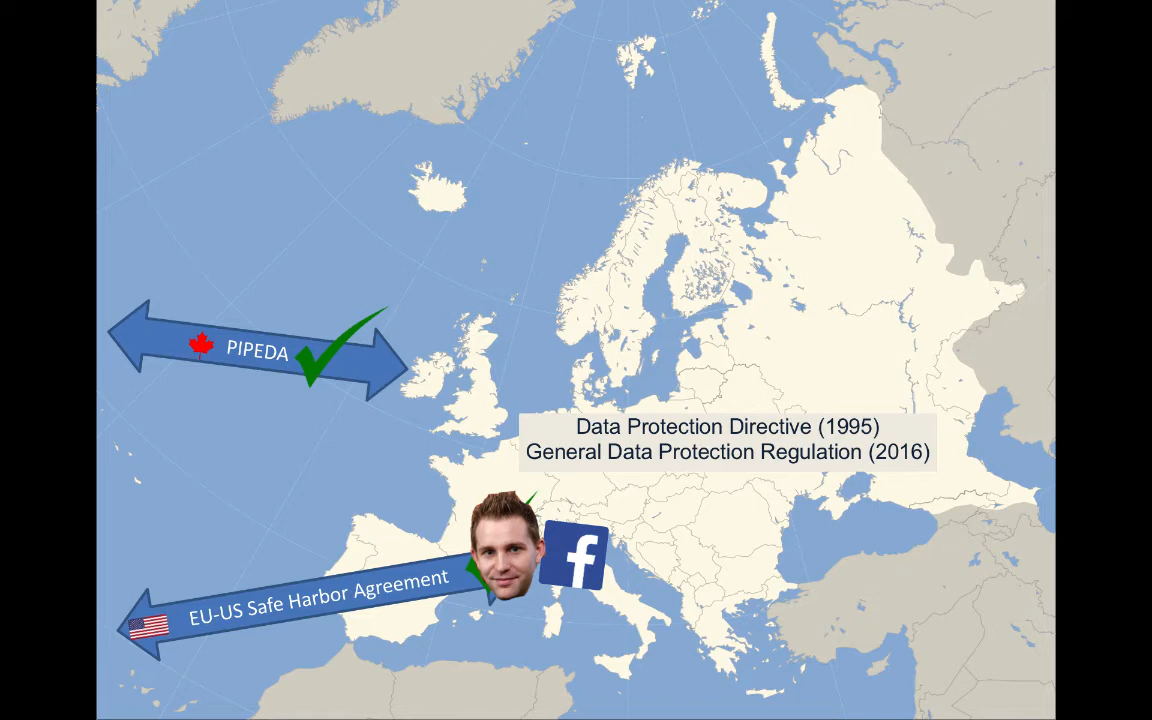 PIPEDA
Data Protection Directive (1995)
General Data Protection Regulation (2016)
f
EU-US Safe Harbor Agreement